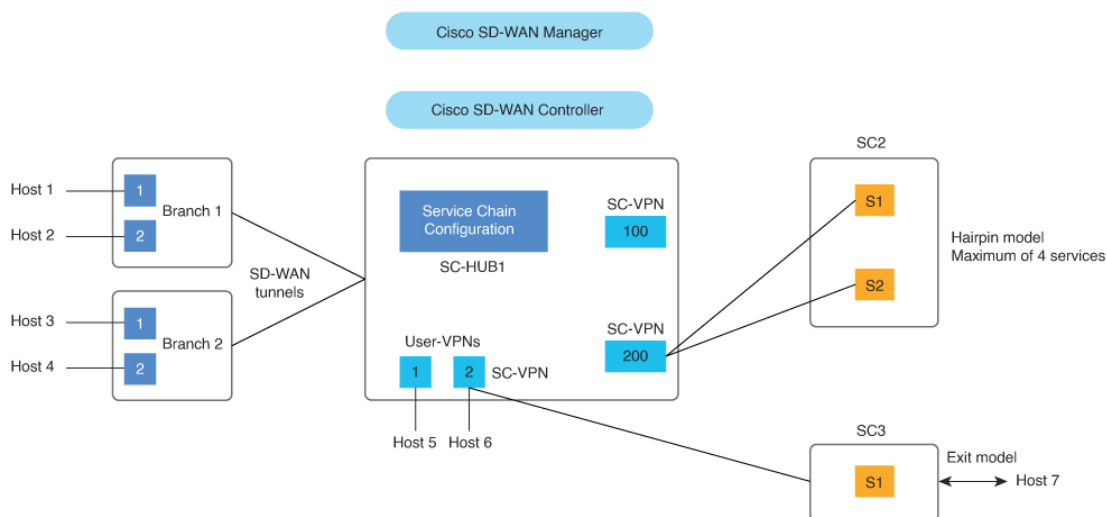 Cisco SD-WAN Manager
Cisco SD-WAN Controller
Host 1
1
Branch 1
Host 2
2
Host 3
1
Branch 2
Host 4
2
SD-WAN
tunnels
Service Chain
Configuration
SC-HUB1
SC-VPN
100
SC-VPN
200
User-VPNs
1
2
SC-VPN
Host 5
Host 6
SC2
S1
S2
Hairpin model
Maximum of 4 services
SC3
S1
Exit model
Host 7